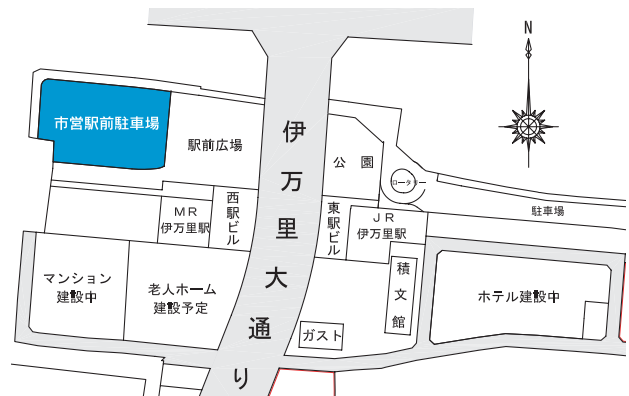 N
市営駅前駐車場
駅前広場
伊万里大通り
公園
ロータリー
駐車場
MR
伊万里駅
西駅ビル
東駅ビル
JR
伊万里駅
マンション
建設中
老人ホーム
建設予定
積文館
ガスト
ホテル建設中